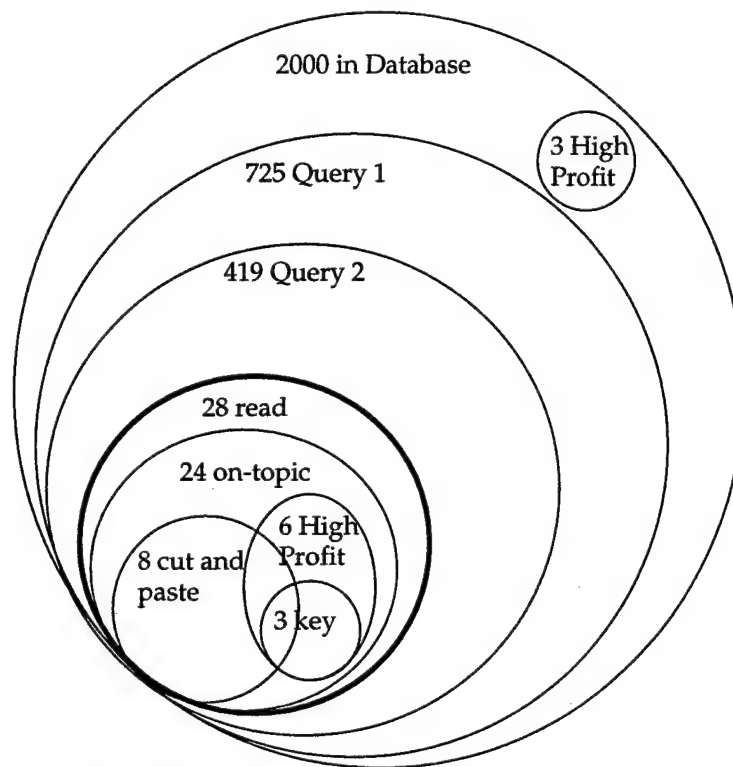 2000 in Database
3 High
Profit
725 Query 1
419 Query 2
28 read
24 on-topic
6 High
Profit
8 cut and
paste
3 key